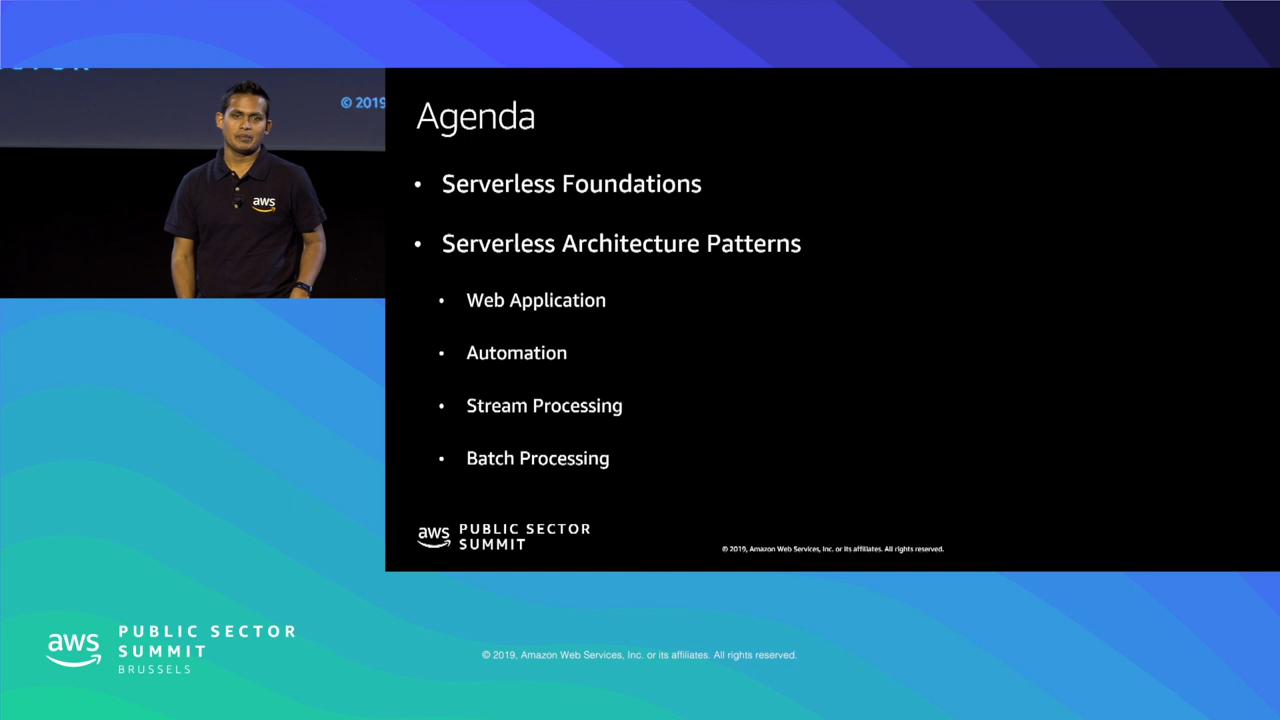 © 2019
aws
Agenda
• Serverless Foundations
• Serverless Architecture Patterns
• Web Application
• Automation
• Stream Processing
• Batch Processing
aws PUBLIC SECTOR
SUMMIT
© 2019, Amazon Web Services, Inc. or its affiliates. All rights reserved.
aws PUBLIC SECTOR
SUMMIT
BRUSSELS
© 2019, Amazon Web Services, Inc. or its affiliates. All rights reserved.